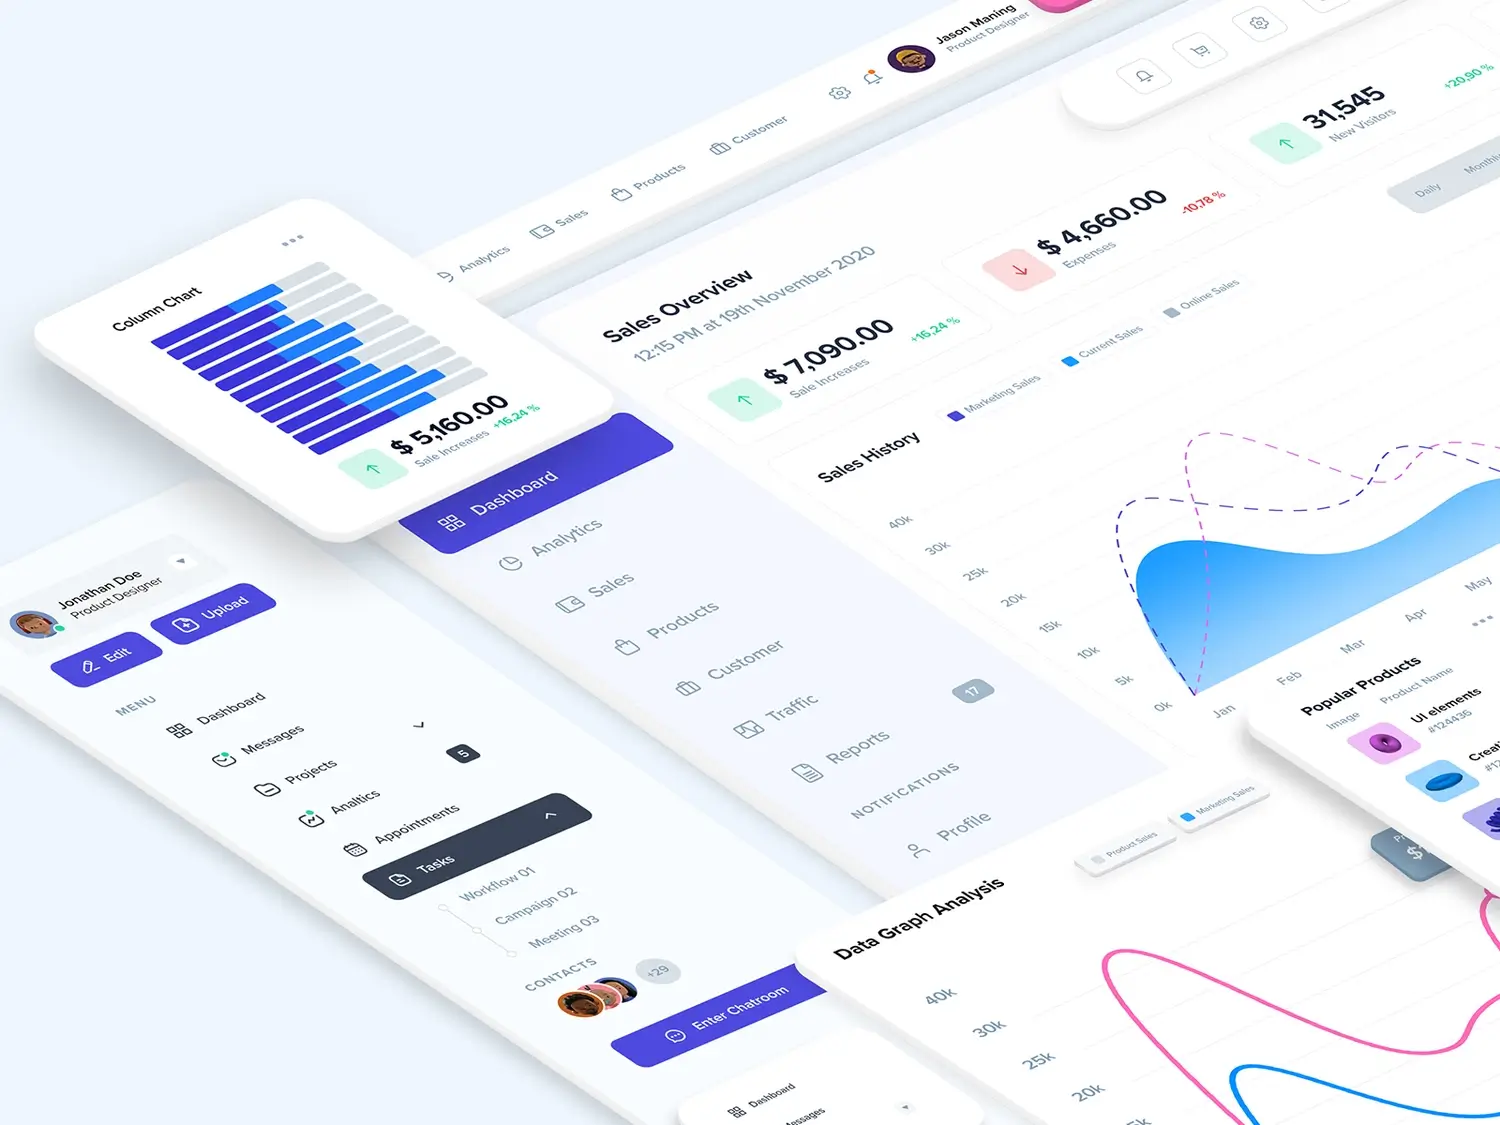 Jason Maning
Product Designer
Analytics
Sales
Products
Customer
Column Chart
$ 5,160.00
Sale Increases
+16,24 %
Sales Overview
12:15 PM at 19th November 2020
$ 7,090.00
Sale Increases
+16,24 %
$ 4,660.00
Expenses
-10,78 %
31,545
New Visitors
+20,90 %
Daily
Sales History
Marketing Sales
Current Sales
Online Sales
40k
30k
25k
20k
15k
10k
5k
0k
Jan
Feb
Mar
Apr
May
Dashboard
Analytics
Sales
Products
Customer
Traffic
17
Reports
NOTIFICATIONS
Profile
Jonathan Doe
Product Designer
Edit
Upload
MENU
Dashboard
Messages
Projects
5
Analtics
Appointments
Tasks
Workflow 01
Campaign 02
Meeting 03
CONTACTS
+29
Enter Chatroom
Dashboard
Popular Products
Image
Product Name
UI elements
#124436
Data Graph Analysis
Product Sales
Marketing Sales
40k
30k
25k
20k